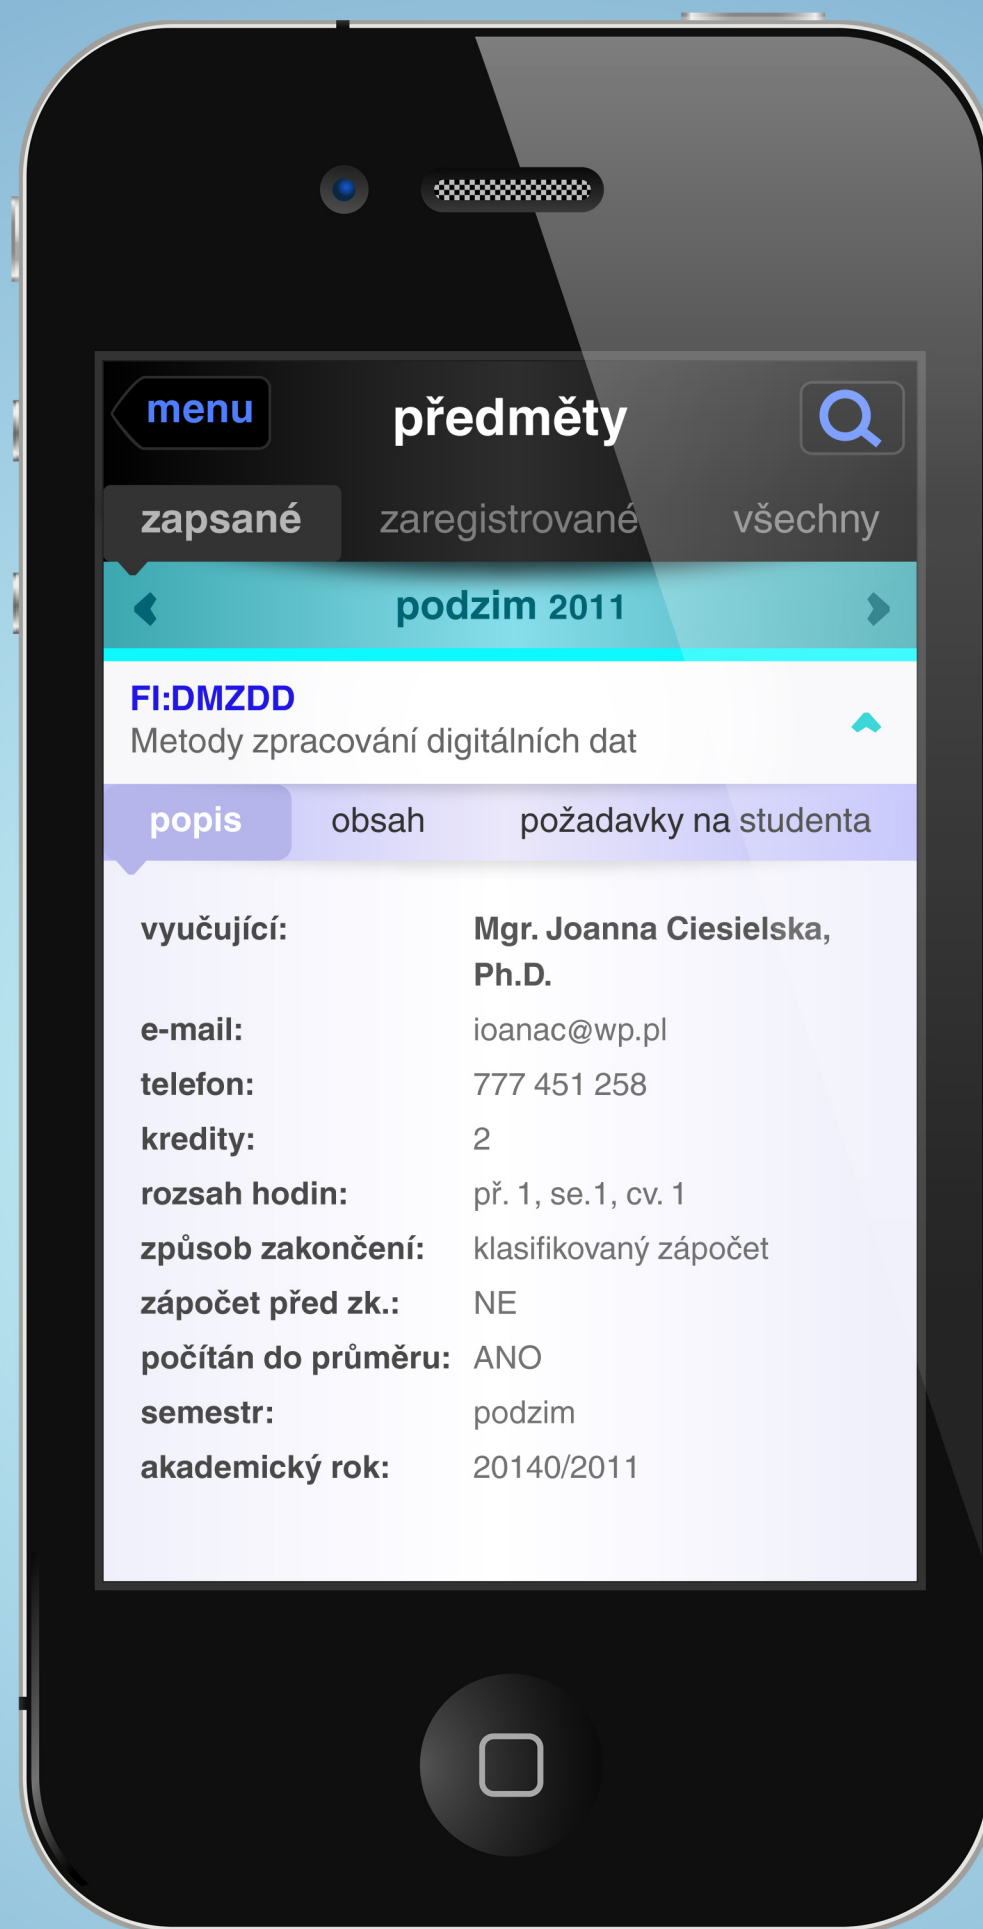 menu
předměty
zapsané zaregistrované všechny
podzim 2011
FI:DMZDD
Metody zpracování digitálních dat
popis obsah požadavky na studenta
vyučující: Mgr. Joanna Ciesielska,
Ph.D.
e-mail: ioanac@wp.pl
telefon: 777 451 258
kredity: 2
rozsah hodin: př. 1, se.1, cv. 1
způsob zakončení: klasifikovaný zápočet
zápočet před zk.: NE
počítán do průměru: ANO
semestr: podzim
akademický rok: 20140/2011